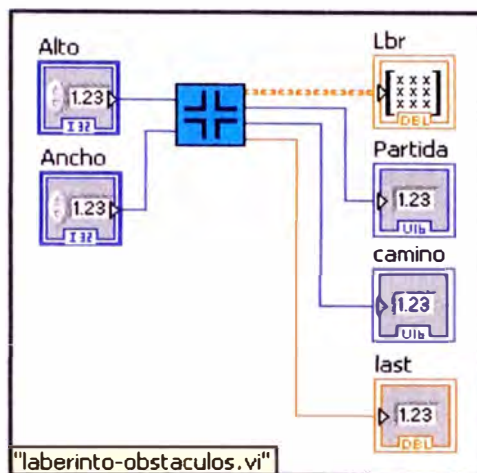 Alto
1.23
I32
Ancho
1.23
I32
Lbr
x x x
x x x
x x x
DBL
Partida
1.23
U16
camino
1.23
U16
last
1.23
DBL
"laberinto-obstaculos.vi"